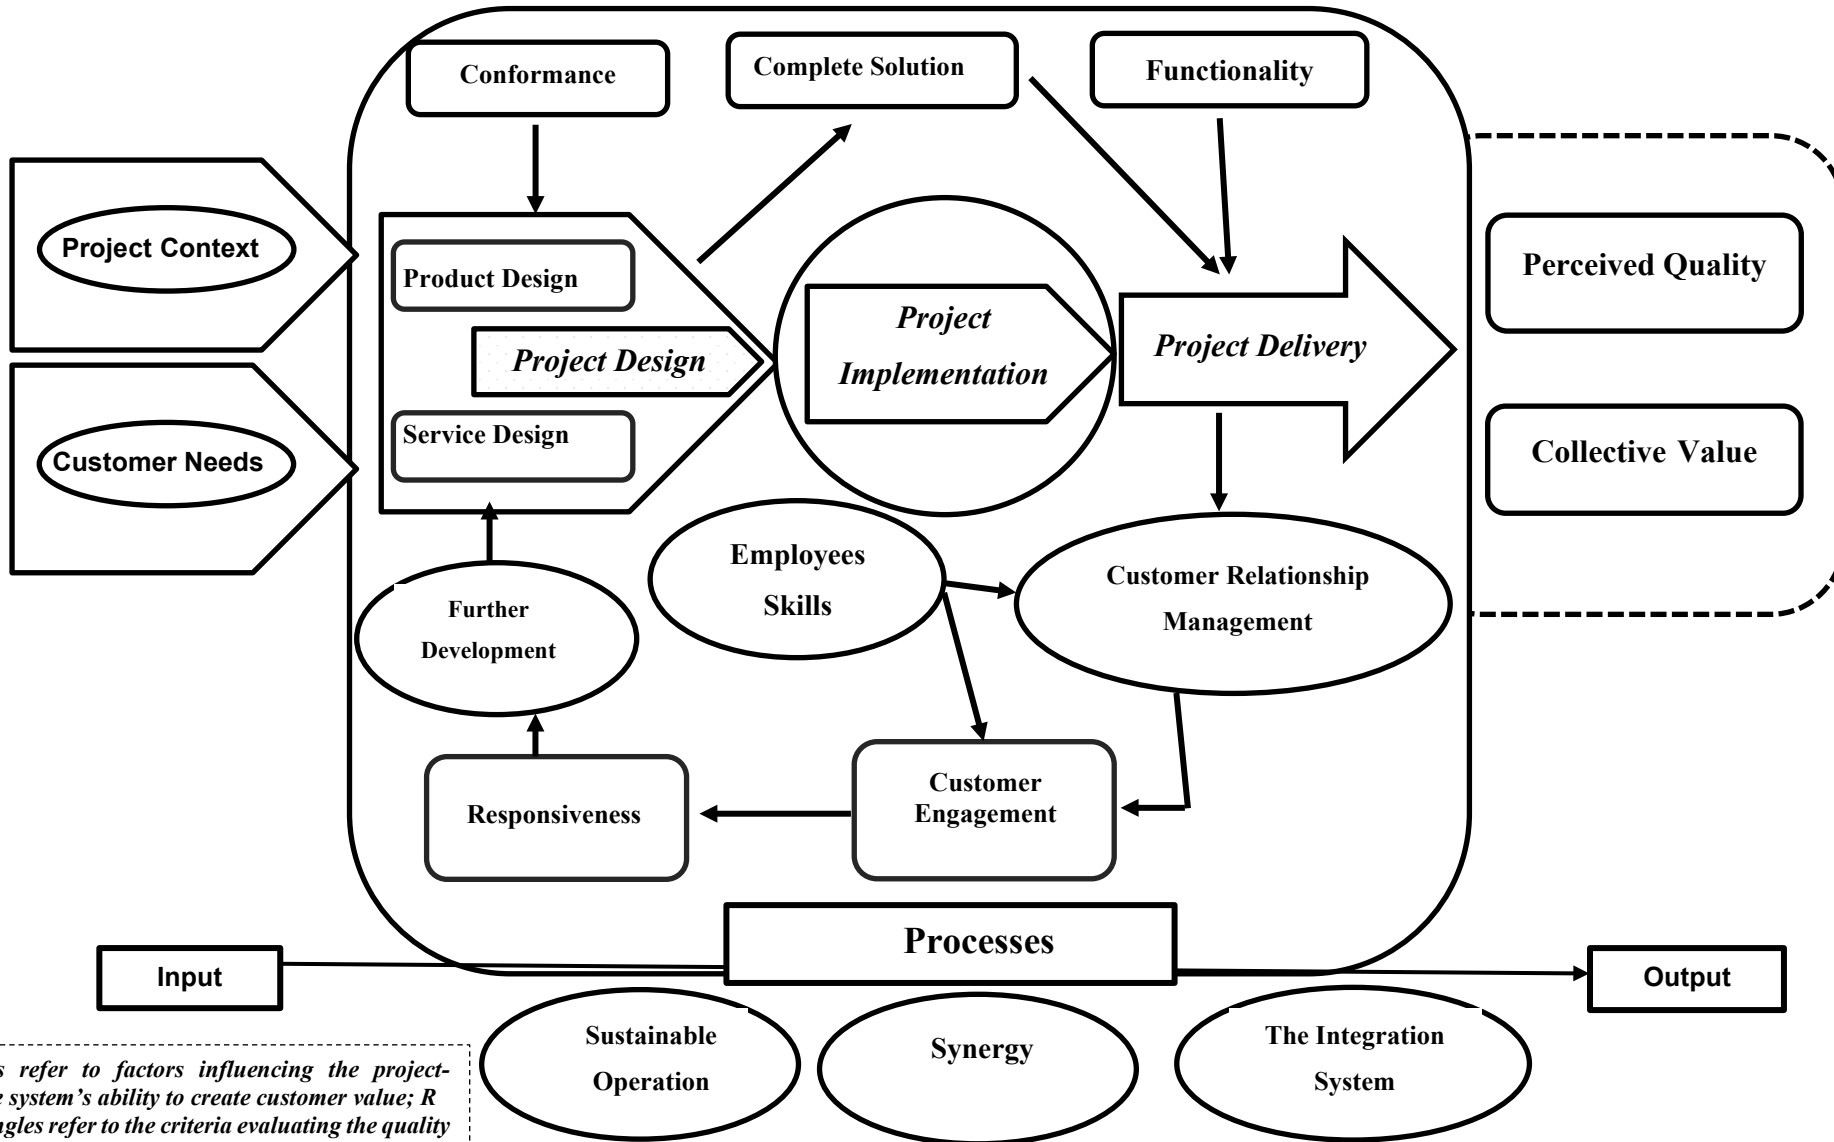 Conformance
Complete Solution
Functionality
Project Context
Product Design
Perceived Quality
Project
Implementation
Project Design
Project Delivery
Customer Needs
Service Design
Collective Value
Employees
Skills
Customer Relationship
Management
Further
Development
Customer
Engagement
Responsiveness
Processes
Input
Output
Sustainable
Operation
Synergy
The Integration
System
refer to factors influencing the project-
system's ability to create customer value; R
refer to the criteria evaluating the quality